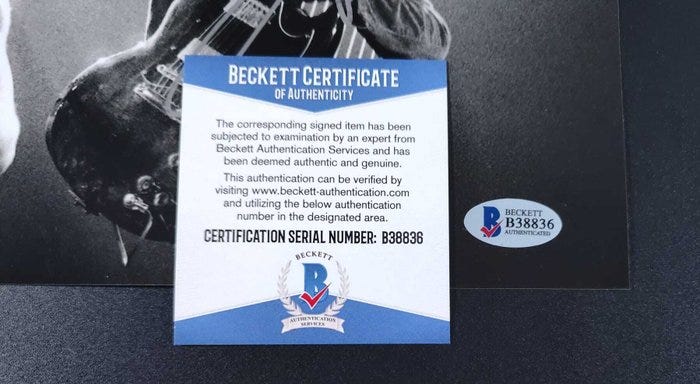 BECKETT CERTIFICATE
OF AUTHENTICITY
The corresponding signed item has been
subjected to examination by an expert from
Beckett Authentication Services and has
been deemed authentic and genuine.
This authentication can be verified by
visiting www.beckett-authentication.com
and utilizing the below authentication
number in the designated area.
CERTIFICATION SERIAL NUMBER: B38836
BECKETT
B
AUTHENTICATION
SERVICES
B
BECKETT
B38836
AUTHENTICATED